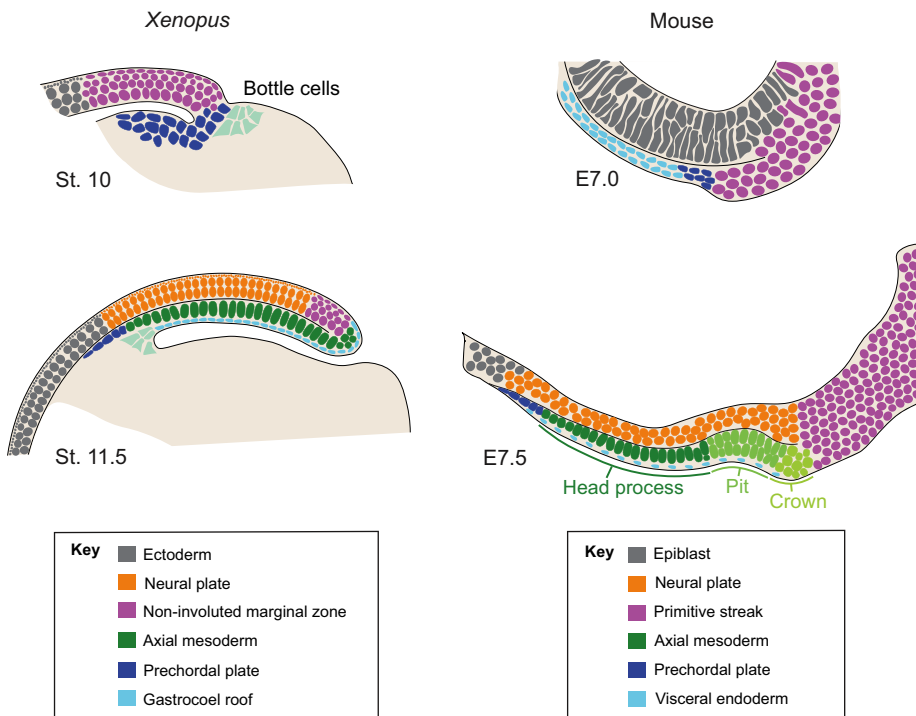 Xenopus
Mouse
Bottle cells
St. 10
E7.0
St. 11.5
E7.5
Head process
Pit
Crown
Key
Ectoderm
Neural plate
Non-involuted marginal zone
Axial mesoderm
Prechordal plate
Gastrocoel roof
Key
Epiblast
Neural plate
Primitive streak
Axial mesoderm
Prechordal plate
Visceral endoderm